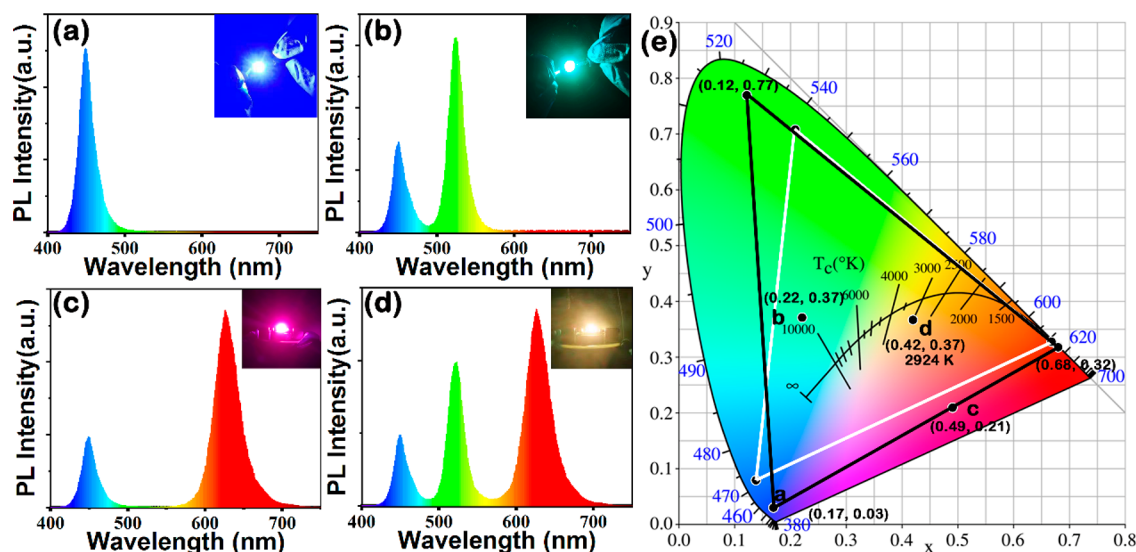 (a)
PL Intensity(a.u.)
400 500 600 700
Wavelength (nm)
(b)
PL Intensity(a.u.)
400 500 600 700
Wavelength (nm)
(c)
PL Intensity(a.u.)
400 500 600 700
Wavelength (nm)
(d)
PL Intensity(a.u.)
400 500 600 700
Wavelength (nm)
(e)
0.9
0.8
0.7
0.6
0.5
y
0.4
0.3
0.2
0.1
0.0
0.0 0.1 0.2 0.3 0.4 0.5 0.6 0.7 0.8
x
520
540
560
580
600
620
700
500
490
480
470
460
380
(0.12, 0.77)
Tc(°K)
4000
3000
2500
6000
10000
2000
1500
∞
(0.22, 0.37)
b
d
(0.42, 0.37)
2924 K
(0.68, 0.32)
c
(0.49, 0.21)
a
(0.17, 0.03)